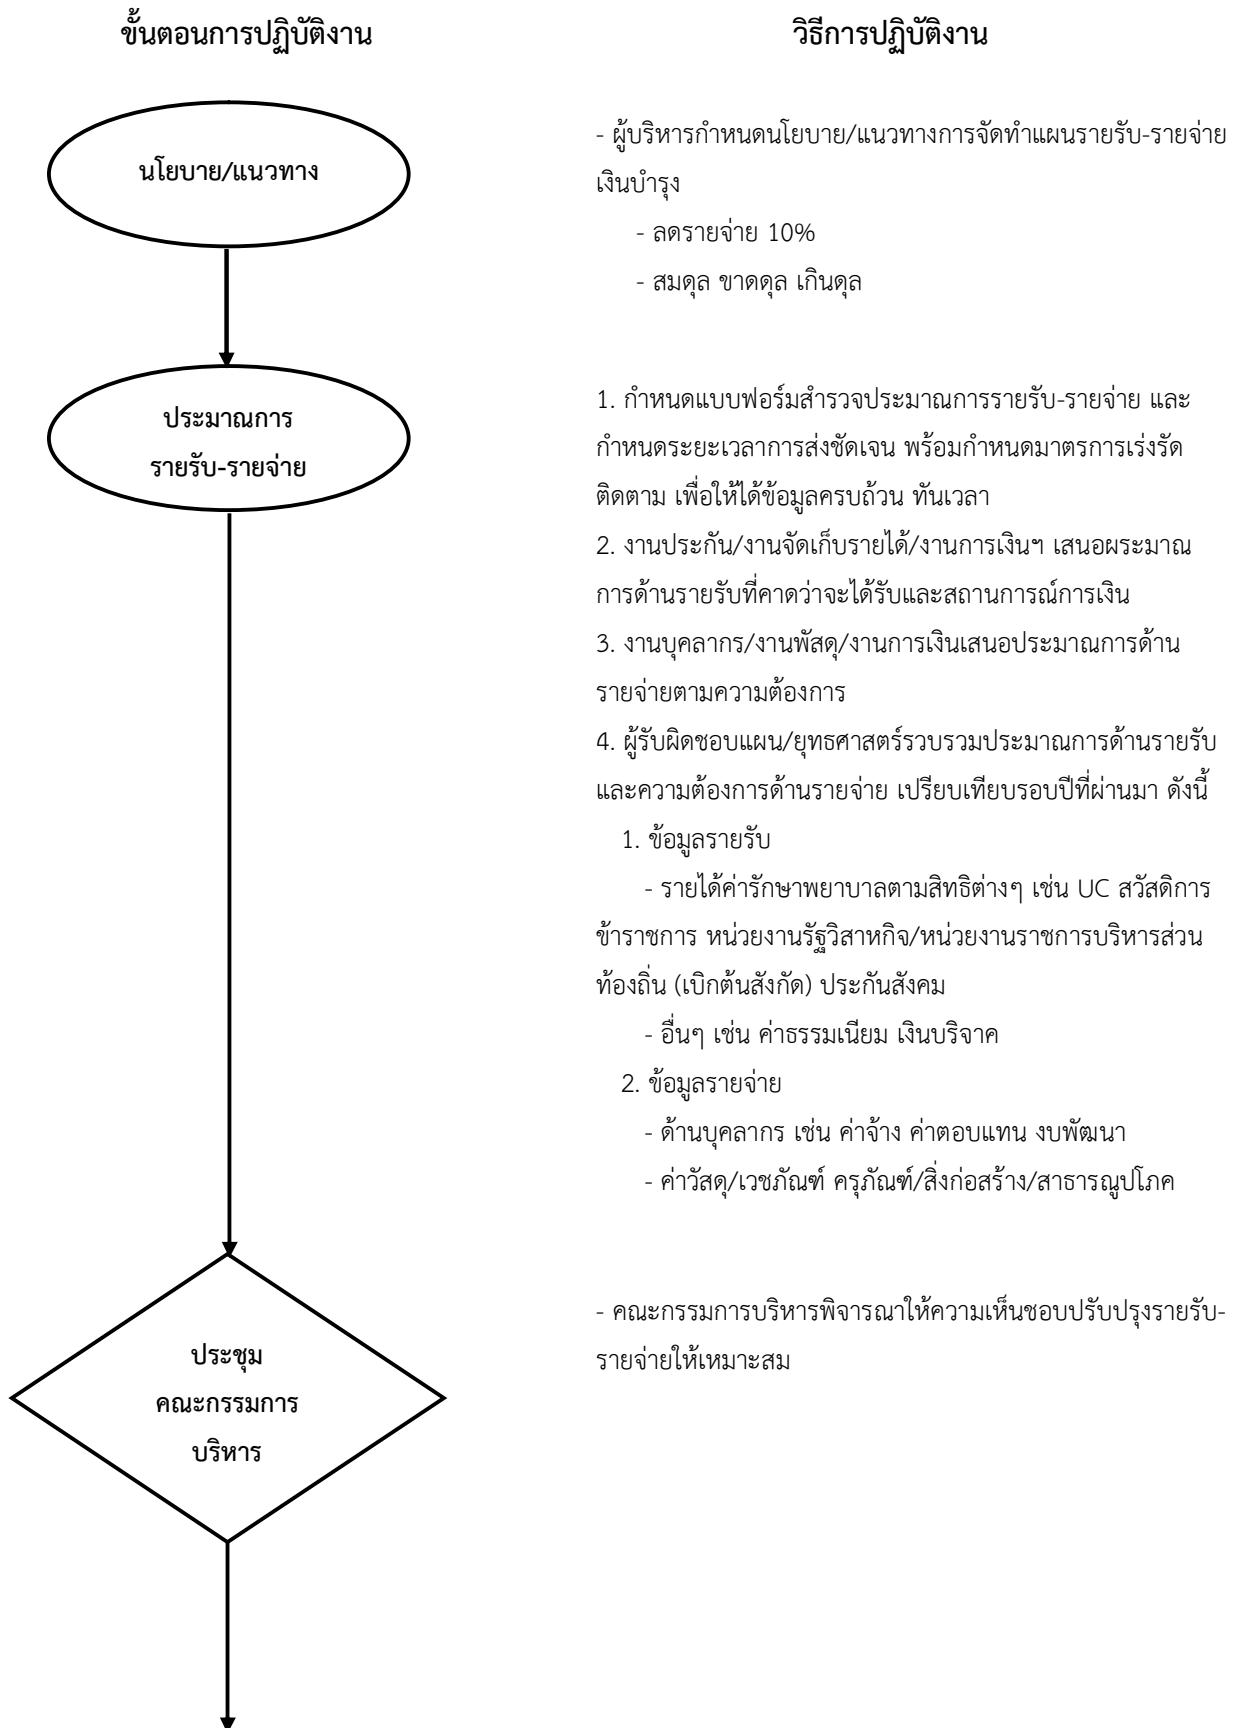 ขั้นตอนการปฏิบัติงาน
วิธีการปฏิบัติงาน
นโยบาย/แนวทาง
- ผู้บริหารกำหนดนโยบาย/แนวทางการจัดทำแผนรายรับ-รายจ่าย
เงินบำรุง
- ลดรายจ่าย 10%
- สมดุล ขาดดุล เกินดุล
ประมาณการ
รายรับ-รายจ่าย
1. กำหนดแบบฟอร์มสำรวจประมาณการรายรับ-รายจ่าย และ
กำหนดระยะเวลาการส่งชัดเจน พร้อมกำหนดมาตรการเร่งรัด
ติดตาม เพื่อให้ได้ข้อมูลครบถ้วน ทันเวลา
2. งานประกัน/งานจัดเก็บรายได้/งานการเงินฯ เสนอผระมาณ
การด้านรายรับที่คาดว่าจะได้รับและสถานการณ์การเงิน
3. งานบุคลากร/งานพัสดุ/งานการเงินเสนอประมาณการด้าน
รายจ่ายตามความต้องการ
4. ผู้รับผิดชอบแผน/ยุทธศาสตร์รวบรวมประมาณการด้านรายรับ
และความต้องการด้านรายจ่าย เปรียบเทียบรอบปีที่ผ่านมา ดังนี้
1. ข้อมูลรายรับ
- รายได้ค่ารักษาพยาบาลตามสิทธิต่างๆ เช่น UC สวัสดิการ
ข้าราชการ หน่วยงานรัฐวิสาหกิจ/หน่วยงานราชการบริหารส่วน
ท้องถิ่น (เบิกต้นสังกัด) ประกันสังคม
- อื่นๆ เช่น ค่าธรรมเนียม เงินบริจาค
2. ข้อมูลรายจ่าย
- ด้านบุคลากร เช่น ค่าจ้าง ค่าตอบแทน งบพัฒนา
- ค่าวัสดุ/เวชภัณฑ์ ครุภัณฑ์/สิ่งก่อสร้าง/สาธารณูปโภค
ประชุม
คณะกรรมการ
บริหาร
- คณะกรรมการบริหารพิจารณาให้ความเห็นชอบปรับปรุงรายรับ-
รายจ่ายให้เหมาะสม